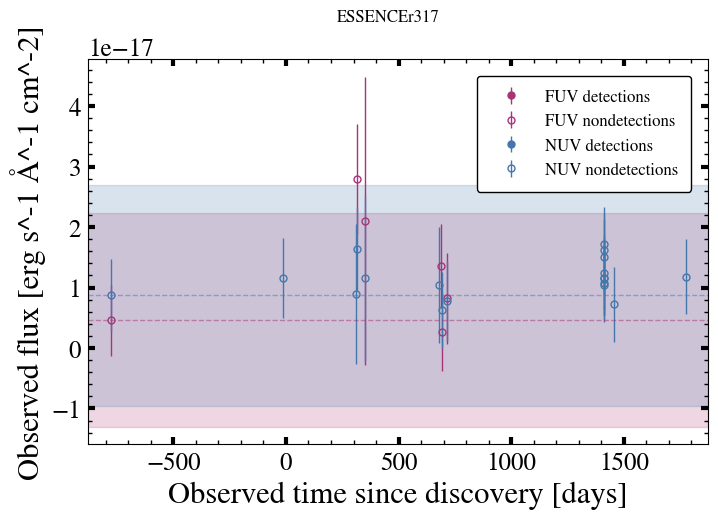 ESSENCEr317
1e−17
Observed flux [erg s^-1 Å^-1 cm^-2]
4
3
2
1
0
−1
FUV detections
FUV nondetections
NUV detections
NUV nondetections
−500 0 500 1000 1500
Observed time since discovery [days]